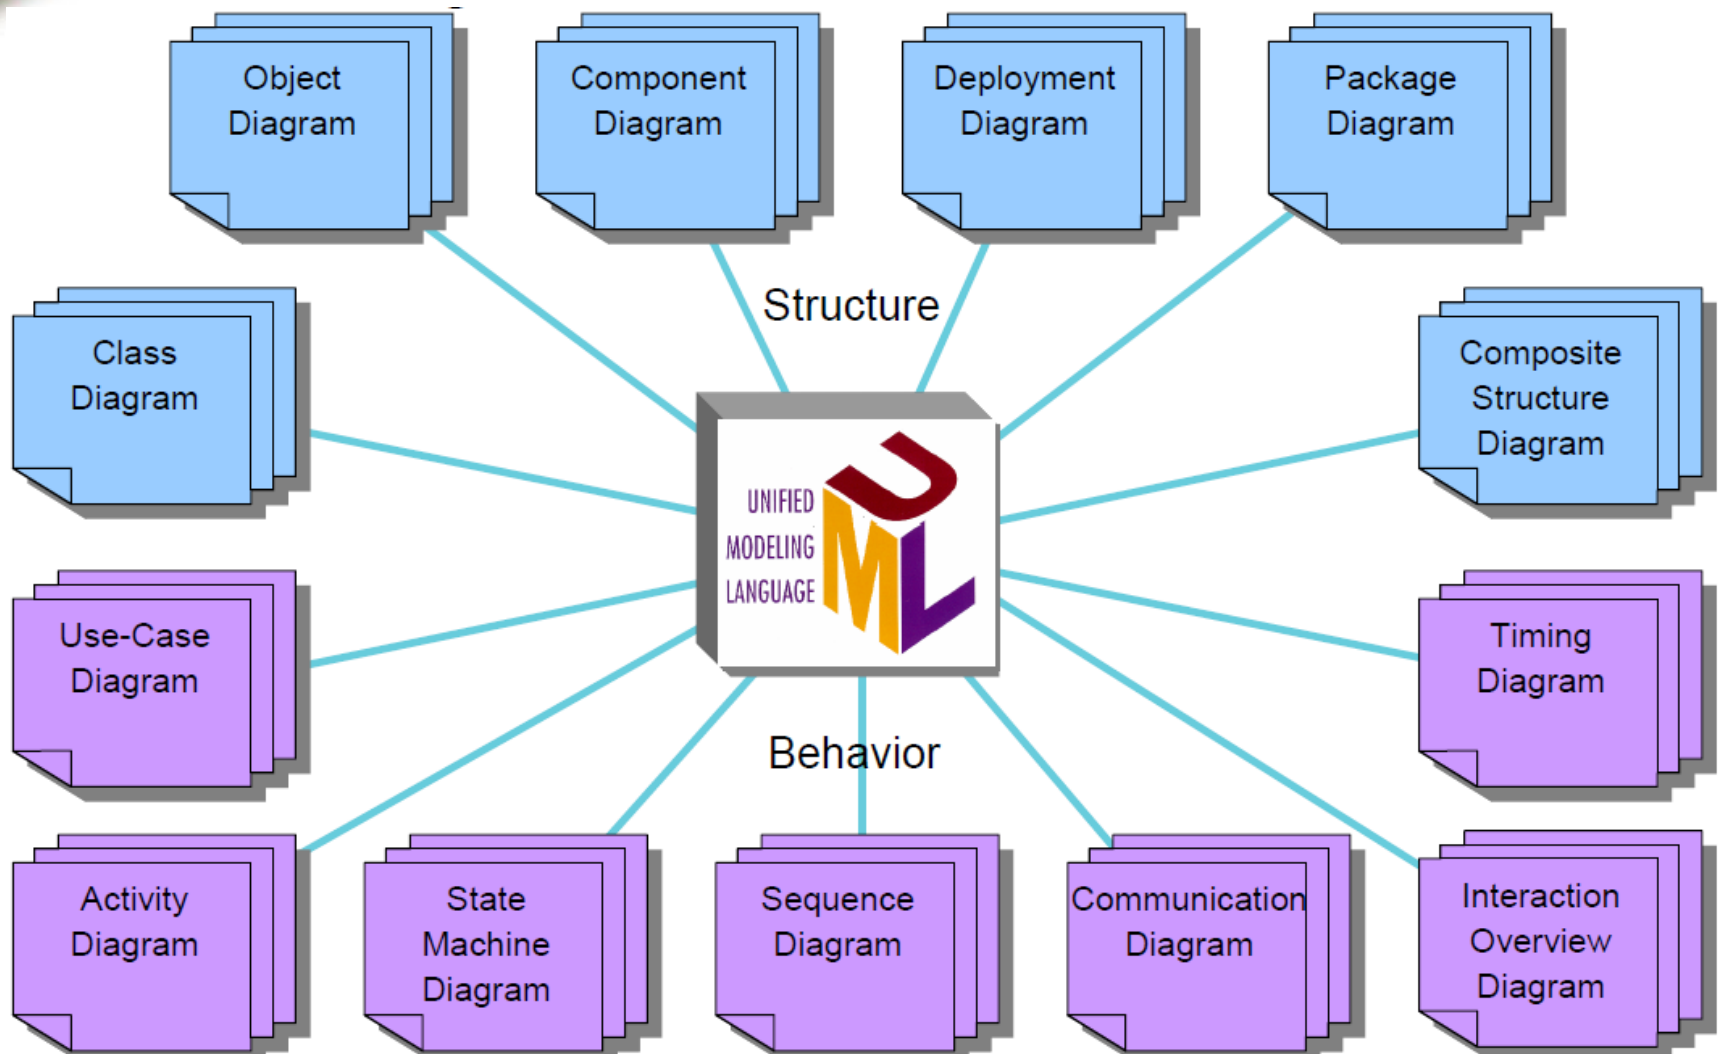 Object
Diagram
Component
Diagram
Deployment
Diagram
Package
Diagram
Structure
Class
Diagram
Composite
Structure
Diagram
UNIFIED
MODELING
LANGUAGE
UML
Use-Case
Diagram
Timing
Diagram
Behavior
Activity
Diagram
State
Machine
Diagram
Sequence
Diagram
Communication
Diagram
Interaction
Overview
Diagram